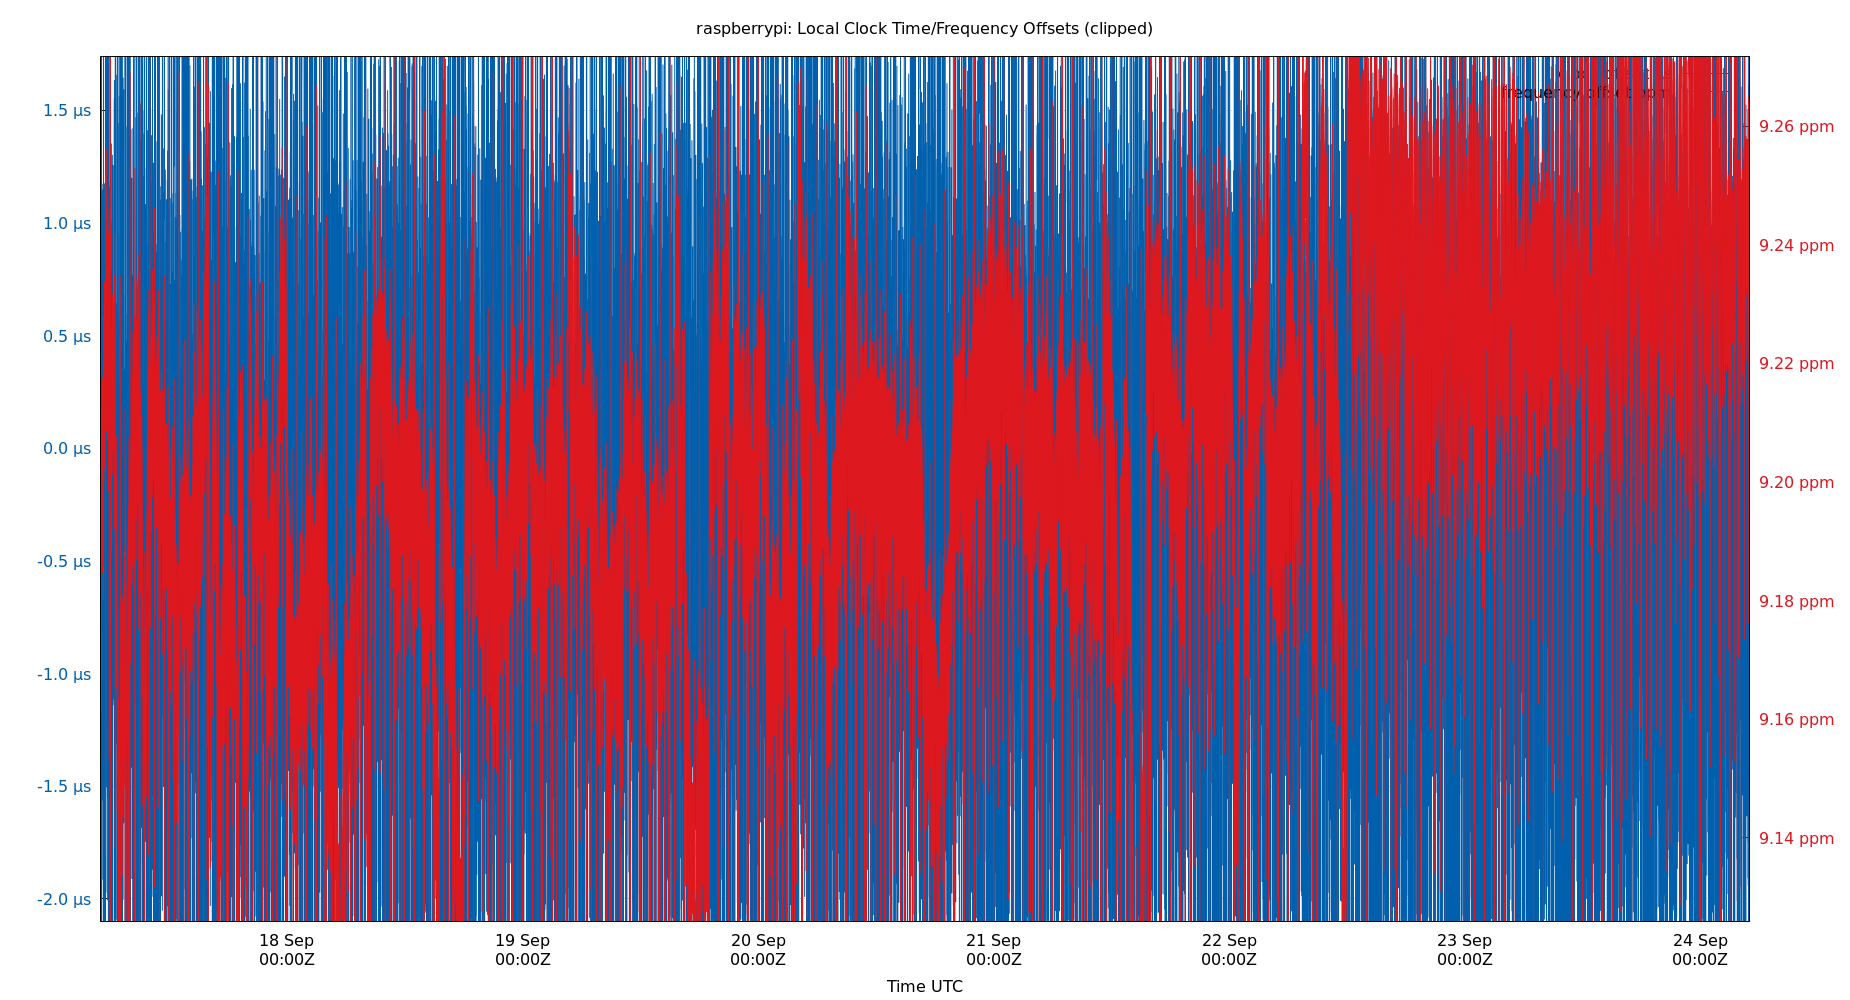 raspberrypi: Local Clock Time/Frequency Offsets (clipped)
frequency offset ppm
1.5 µs
1.0 µs
0.5 µs
0.0 µs
-0.5 µs
-1.0 µs
-1.5 µs
-2.0 µs
9.26 ppm
9.24 ppm
9.22 ppm
9.20 ppm
9.18 ppm
9.16 ppm
9.14 ppm
18 Sep 19 Sep 20 Sep 21 Sep 22 Sep 23 Sep 24 Sep
00:00Z 00:00Z 00:00Z 00:00Z 00:00Z 00:00Z 00:00Z
Time UTC